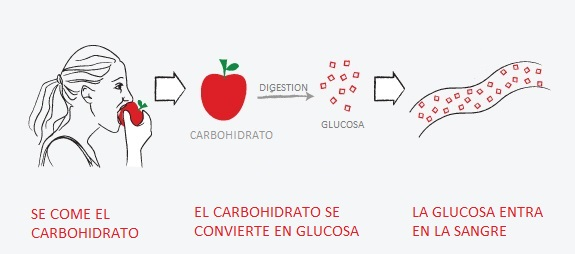 DIGESTION
CARBOHIDRATO
GLUCOSA
SE COME EL
CARBOHIDRATO
EL CARBOHIDRATO SE
CONVIERTE EN GLUCOSA
LA GLUCOSA ENTRA
EN LA SANGRE